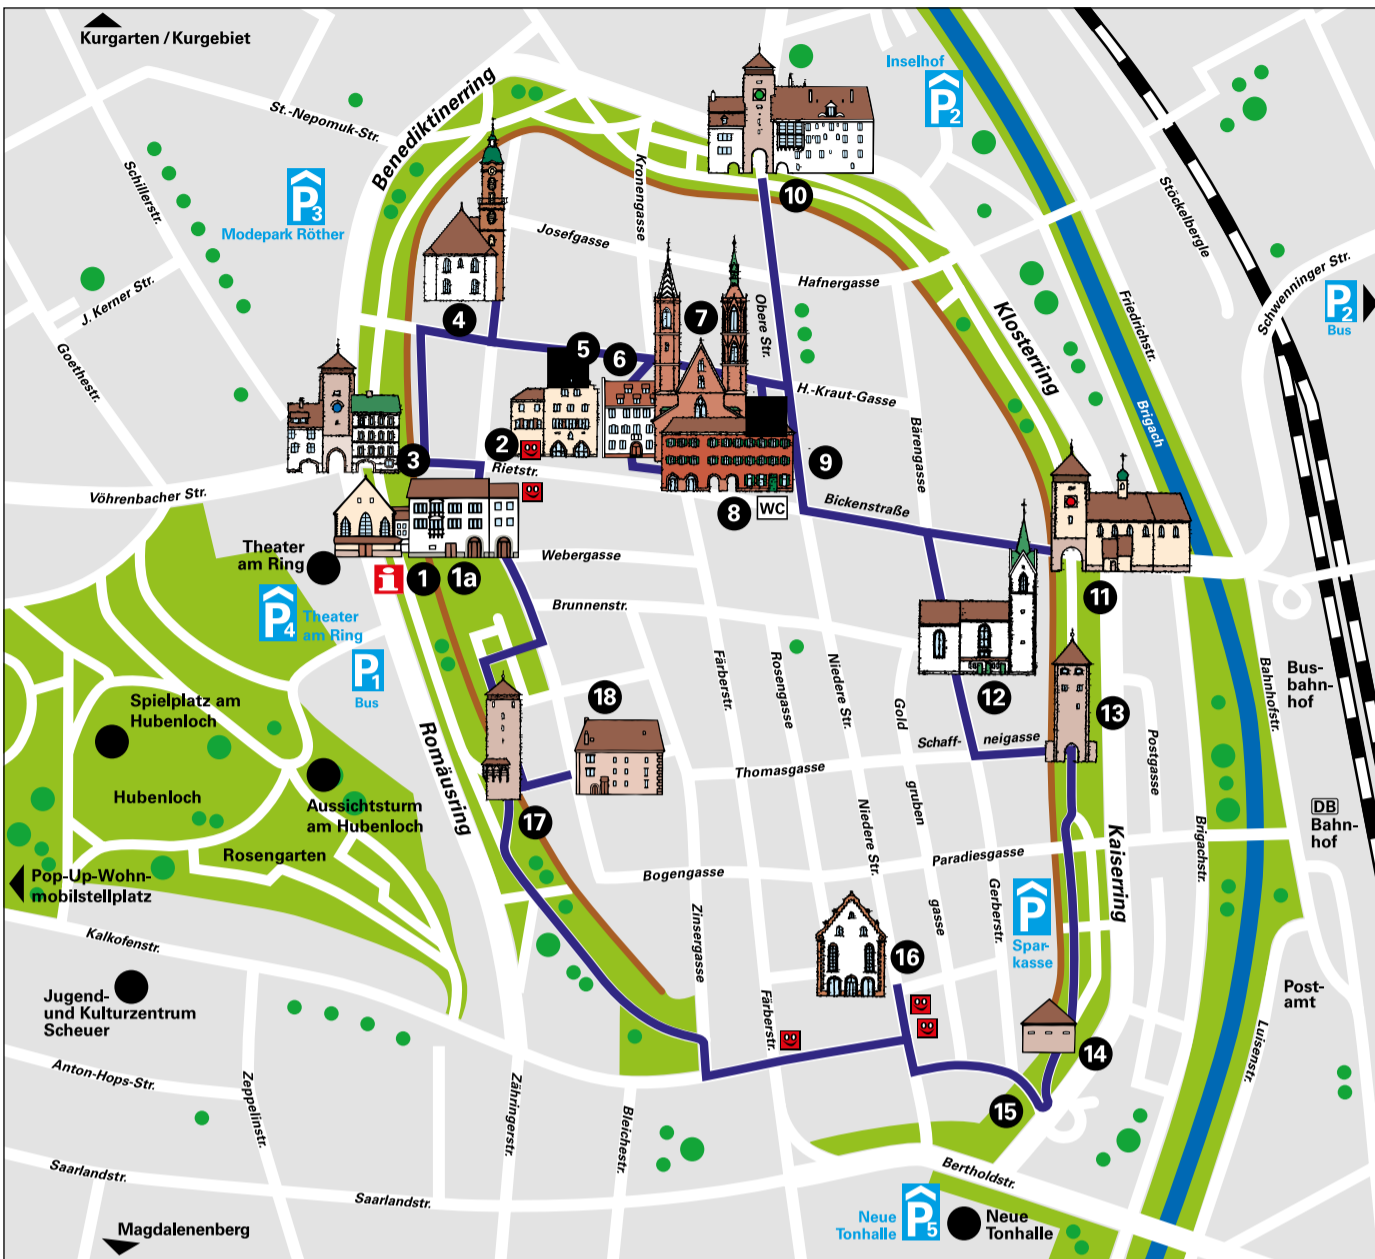 Kurgarten / Kurgebiet
St.-Nepomuk-Str.
Benediktinerring
Schillerstr.
P3
Modepark Röther
J. Kerner Str.
Goethestr.
Kronengasse
Josefgasse
Obere Str.
Hafnergasse
10
Inselhof
P2
Stöckelbergle
Schwenninger Str.
P2
Bus
Friedrichstr.
Klosterring
Brigach
4
5
6
7
H.-Kraut-Gasse
Bärengasse
2
3
Rietstr.
8
WC
9
Bickenstraße
Vöhrenbacher Str.
Theater
am Ring
i
1
1a
Webergasse
Brunnenstr.
P4
Theater
am Ring
P1
Bus
11
12
13
Bahnhofstr.
Bus-
bahn-
hof
Spielplatz am
Hubenloch
Hubenloch
Aussichtsturm
am Hubenloch
Rosengarten
Romäusring
18
17
Färberstr.
Rosengasse
Niedere Str.
Gold
gruben
gasse
Schaff-
neigasse
Postgasse
Thomasgasse
Niedere Str.
Paradiesgasse
Bogengasse
Gerberstr.
Kaiserring
Brigachstr.
DB
Bahn-
hof
Pop-Up-Wohn-
mobilstellplatz
Kalkofenstr.
Jugend-
und Kulturzentrum
Scheuer
Anton-Hops-Str.
Zeppelinstr.
Zähringerstr.
Bleichestr.
Zinsergasse
Färberstr.
16
P
Spar-
kasse
14
15
Post-
amt
Luisenstr.
Saarlandstr.
Saarlandstr.
Magdalenenberg
Bertholdstr.
Neue
Tonhalle
P5
Neue
Tonhalle